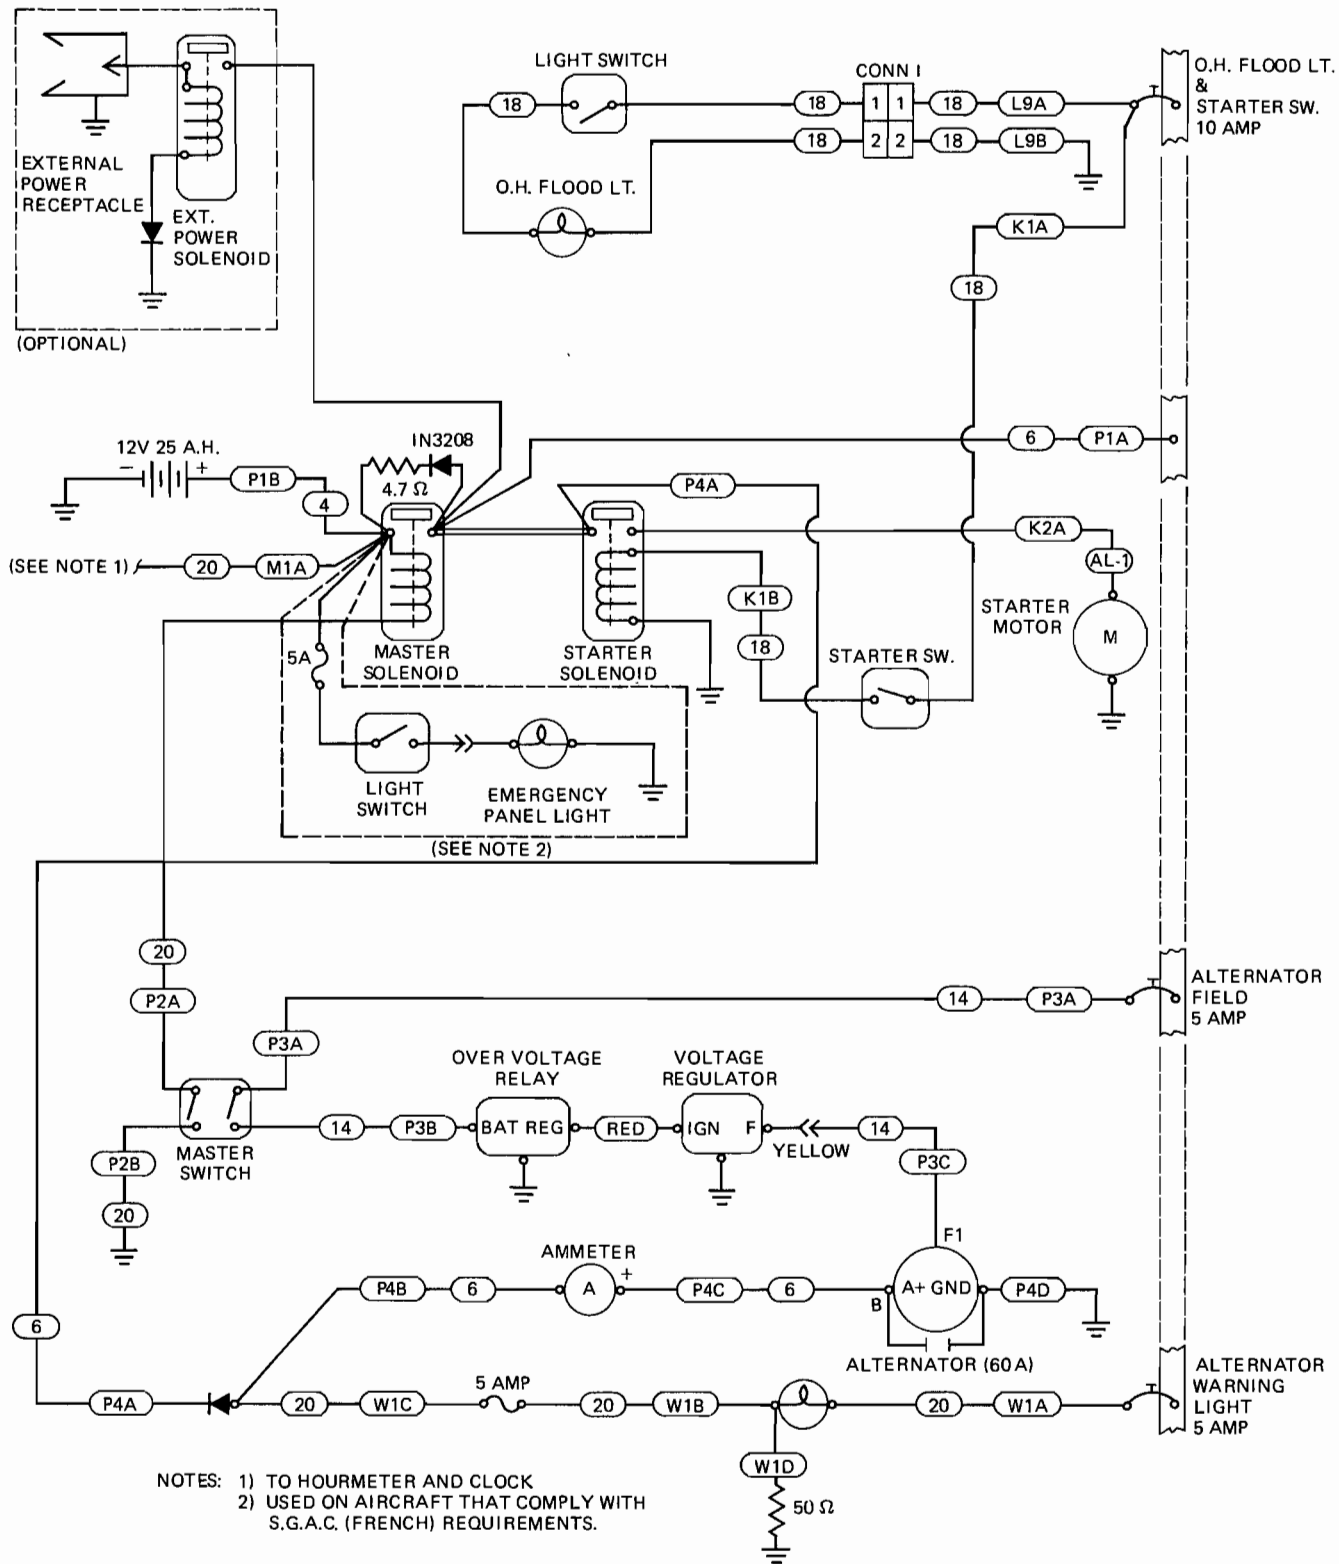 LIGHT SWITCH
CONN I
O.H. FLOOD LT.
&
STARTER SW.
10 AMP
18
18
1 1
18
L9A
18
2 2
18
L9B
EXTERNAL
POWER
RECEPTACLE
EXT.
POWER
SOLENOID
(OPTIONAL)
O.H. FLOOD LT.
K1A
18
12V 25 A.H.
− +
P1B
4
IN3208
4.7 Ω
6
P1A
P4A
(SEE NOTE 1)
20
M1A
K2A
AL-1
STARTER
MOTOR
M
K1B
18
5A
MASTER
SOLENOID
STARTER
SOLENOID
STARTER SW.
LIGHT
SWITCH
EMERGENCY
PANEL LIGHT
(SEE NOTE 2)
20
P2A
14
P3A
ALTERNATOR
FIELD
5 AMP
P3A
OVER VOLTAGE
RELAY
VOLTAGE
REGULATOR
MASTER
SWITCH
14
P3B
BAT REG
RED
IGN F
YELLOW
14
P3C
P2B
20
F1
AMMETER
P4B
6
A
+
P4C
6
B
A+ GND
P4D
ALTERNATOR (60 A)
6
P4A
20
W1C
5 AMP
20
W1B
20
W1A
ALTERNATOR
WARNING
LIGHT
5 AMP
W1D
50 Ω
NOTES: 1) TO HOURMETER AND CLOCK
2) USED ON AIRCRAFT THAT COMPLY WITH
S.G.A.C. (FRENCH) REQUIREMENTS.